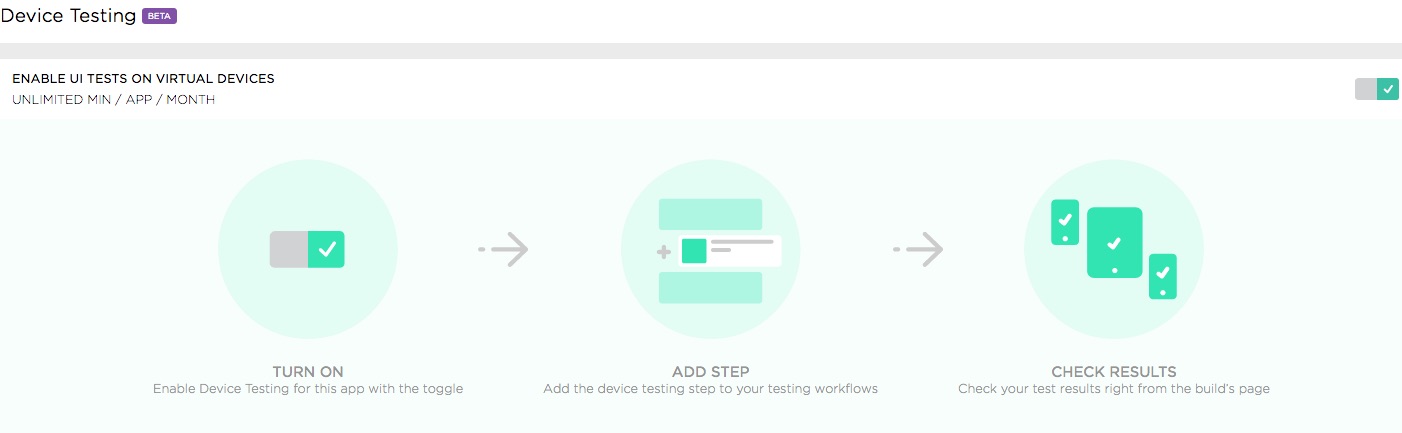 Device Testing BETA
ENABLE UI TESTS ON VIRTUAL DEVICES
UNLIMITED MIN / APP / MONTH
TURN ON
Enable Device Testing for this app with the toggle
ADD STEP
Add the device testing step to your testing workflows
CHECK RESULTS
Check your test results right from the build's page